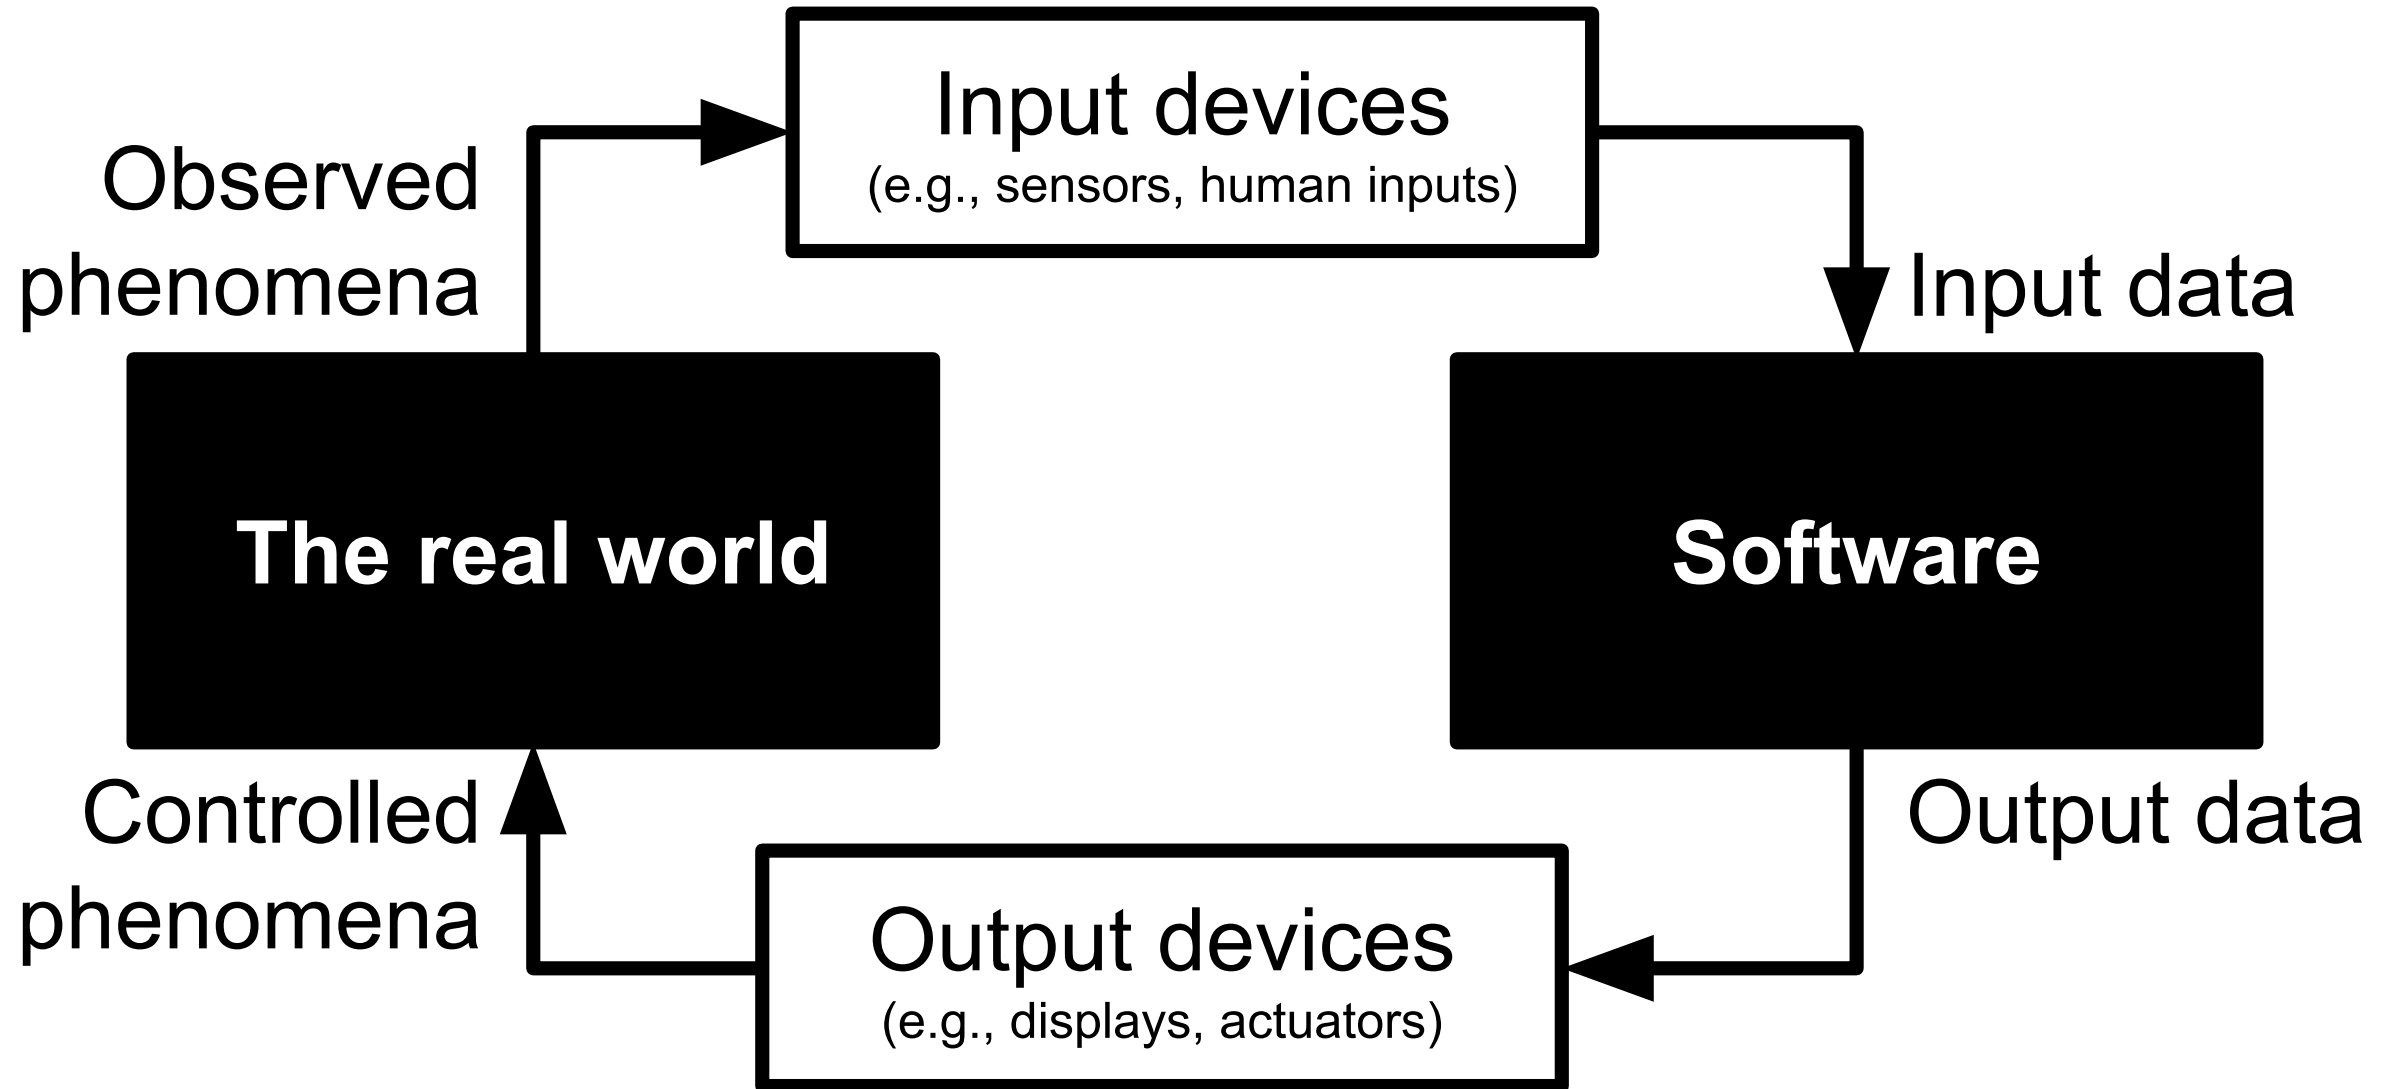 Input devices
(e.g., sensors, human inputs)
Observed
phenomena
Input data
The real world
Software
Controlled
phenomena
Output data
Output devices
(e.g., displays, actuators)